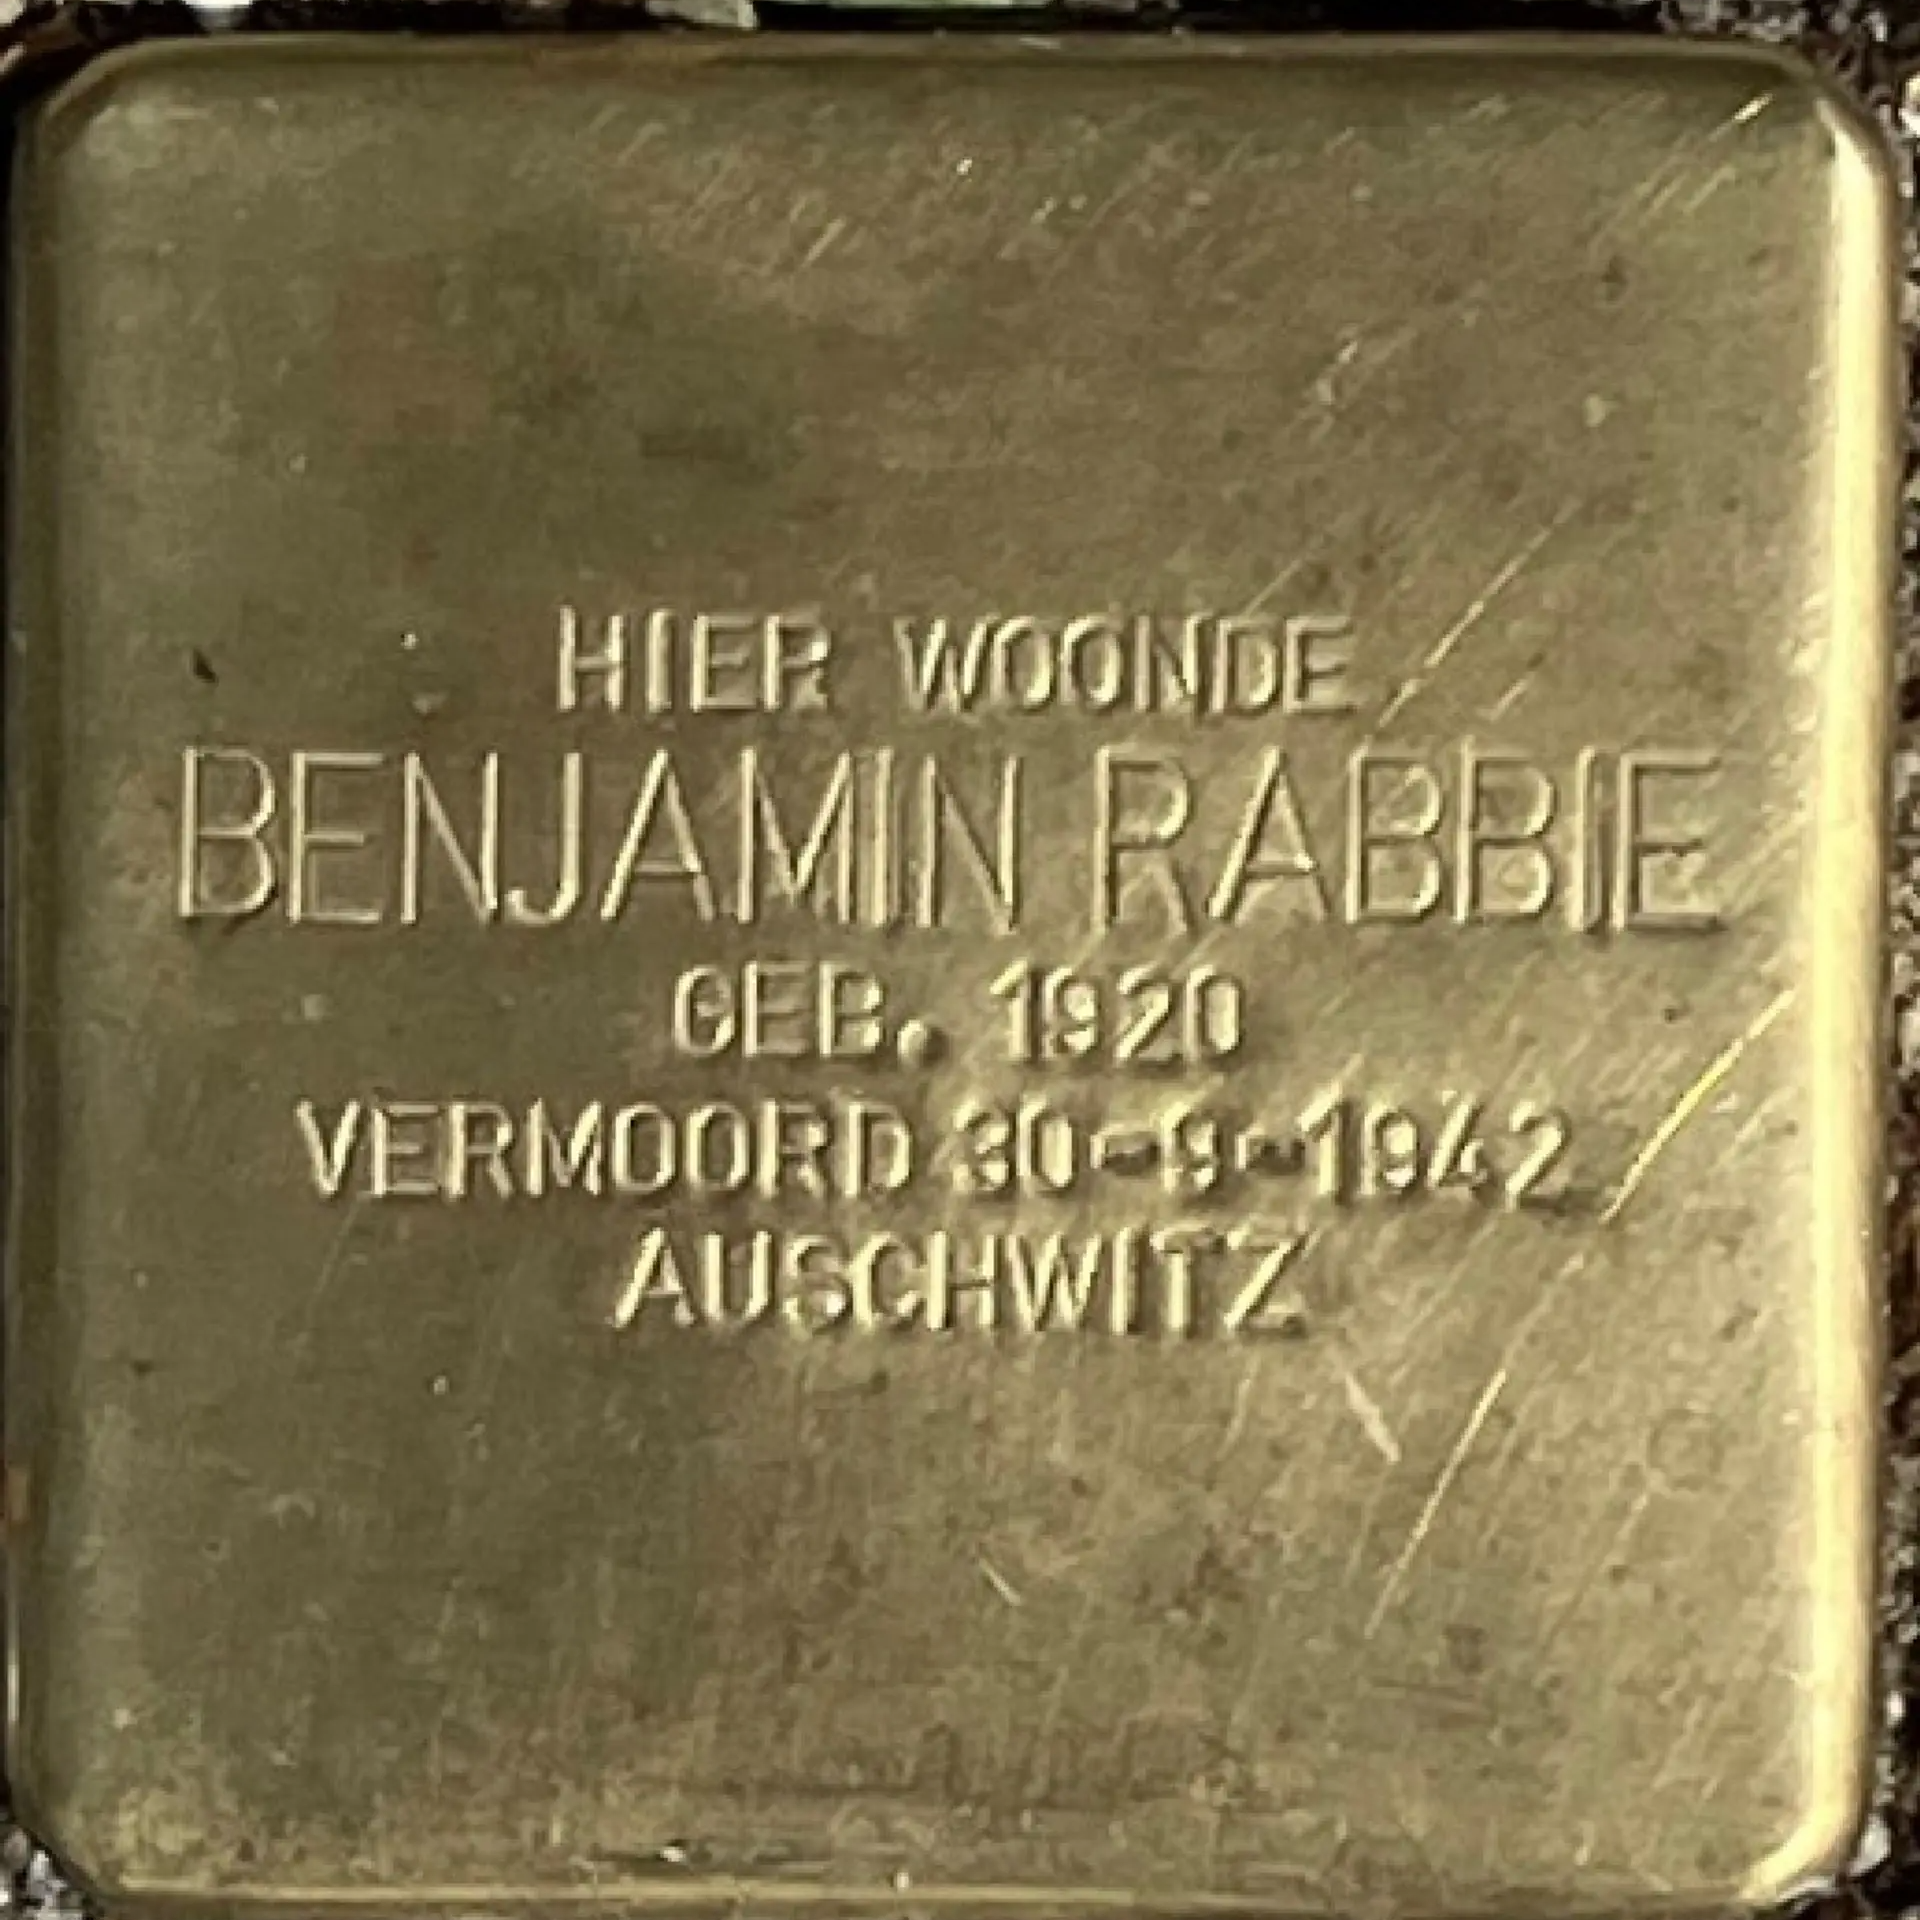 HIER WOONDE
BENJAMIN RABBIE
GEB. 1920
VERMOORD 30-9-1942
AUSCHWITZ